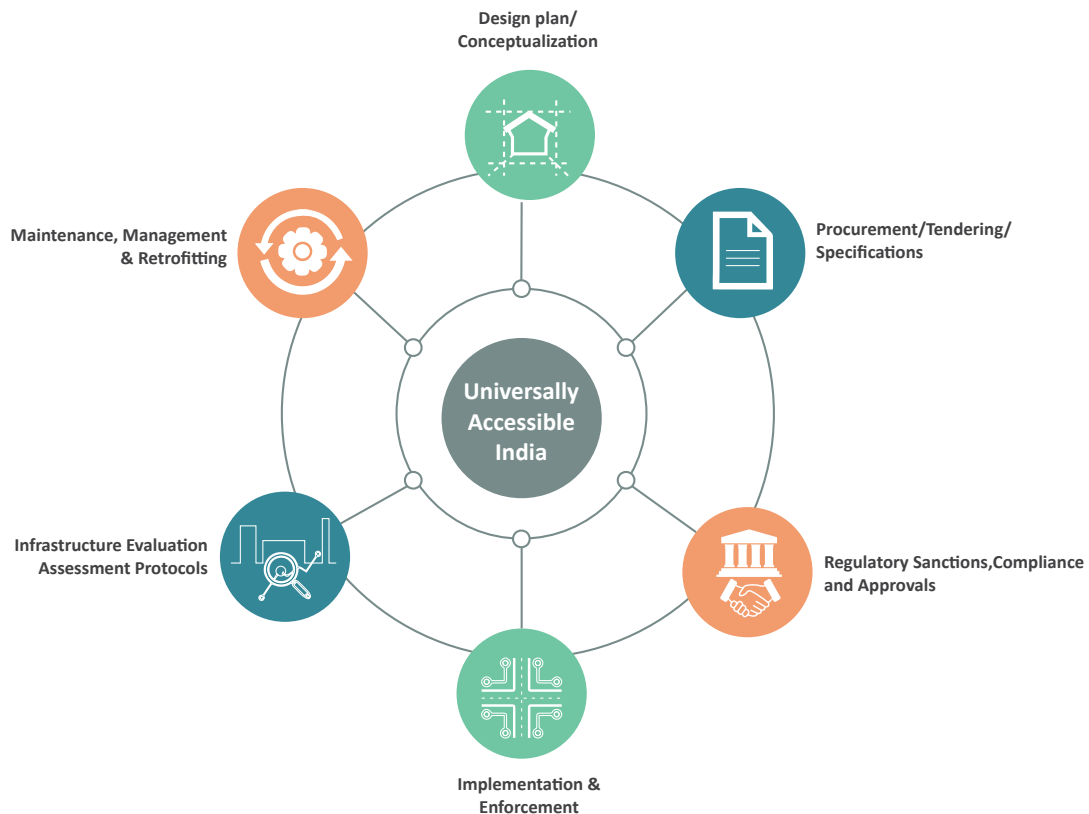 Design plan/
Conceptualization
Procurement/Tendering/
Specifications
Regulatory Sanctions,Compliance
and Approvals
Implementation &
Enforcement
Infrastructure Evaluation
Assessment Protocols
Maintenance, Management
& Retrofitting
Universally
Accessible
India